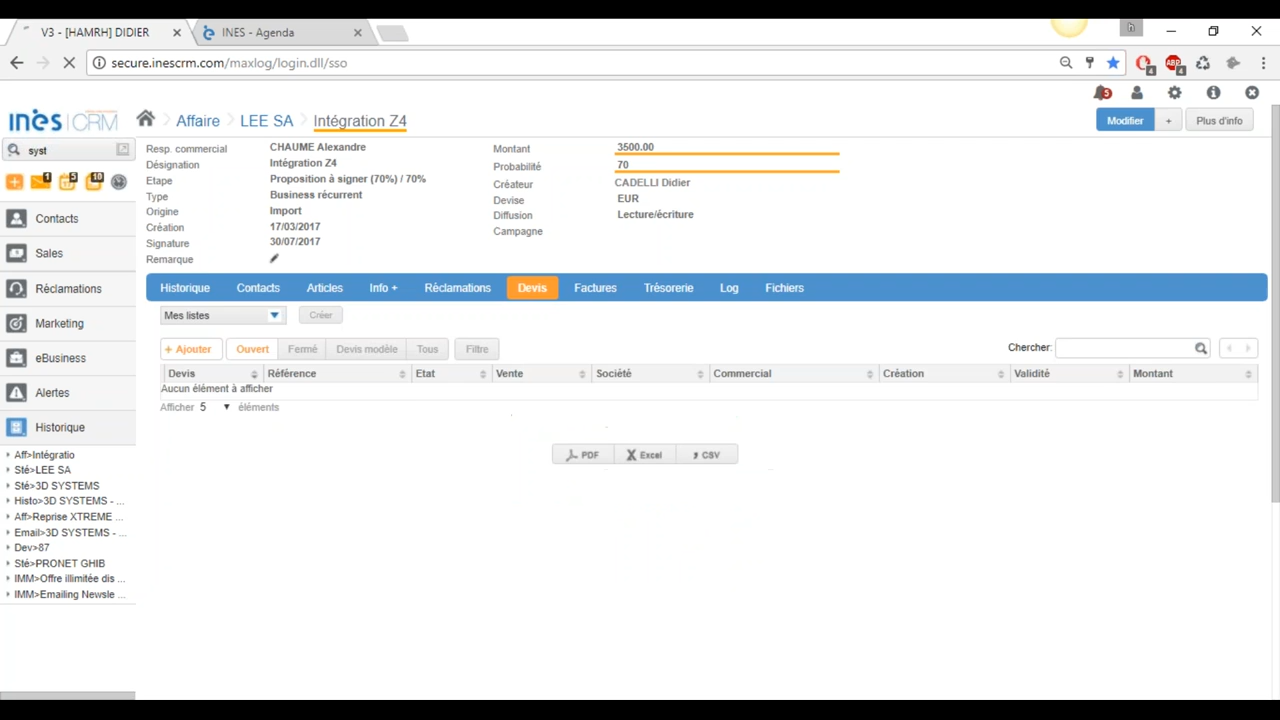 V3 - [HAMRH] DIDIER
INES - Agenda
h
secure.inescrm.com/maxlog/login.dll/sso
4
ABP
4
5
inès CRM
Affaire
LEE SA
Intégration Z4
Modifier
+
Plus d'info
syst
1
5
10
Resp. commercial CHAUME Alexandre
Désignation Intégration Z4
Etape Proposition à signer (70%) / 70%
Type Business récurrent
Origine Import
Création 17/03/2017
Signature 30/07/2017
Remarque
Montant 3500.00
Probabilité 70
Créateur CADELLI Didier
Devise EUR
Diffusion Lecture/écriture
Campagne
Contacts
Sales
Réclamations
Marketing
eBusiness
Alertes
Historique
Aff>Intégratio
Sté>LEE SA
Sté>3D SYSTEMS
Histo>3D SYSTEMS - ...
Aff>Reprise XTREME ...
Email>3D SYSTEMS - ...
Dev>87
Sté>PRONET GHIB
IMM>Offre illimitée dis ...
IMM>Emailing Newsle ...
Historique Contacts Articles Info + Réclamations Devis Factures Trésorerie Log Fichiers
Mes listes
Créer
+ Ajouter
Ouvert Fermé Devis modèle Tous
Filtre
Chercher:
Devis Référence Etat Vente Société Commercial Création Validité Montant
Aucun élément à afficher
Afficher 5 éléments
PDF Excel CSV